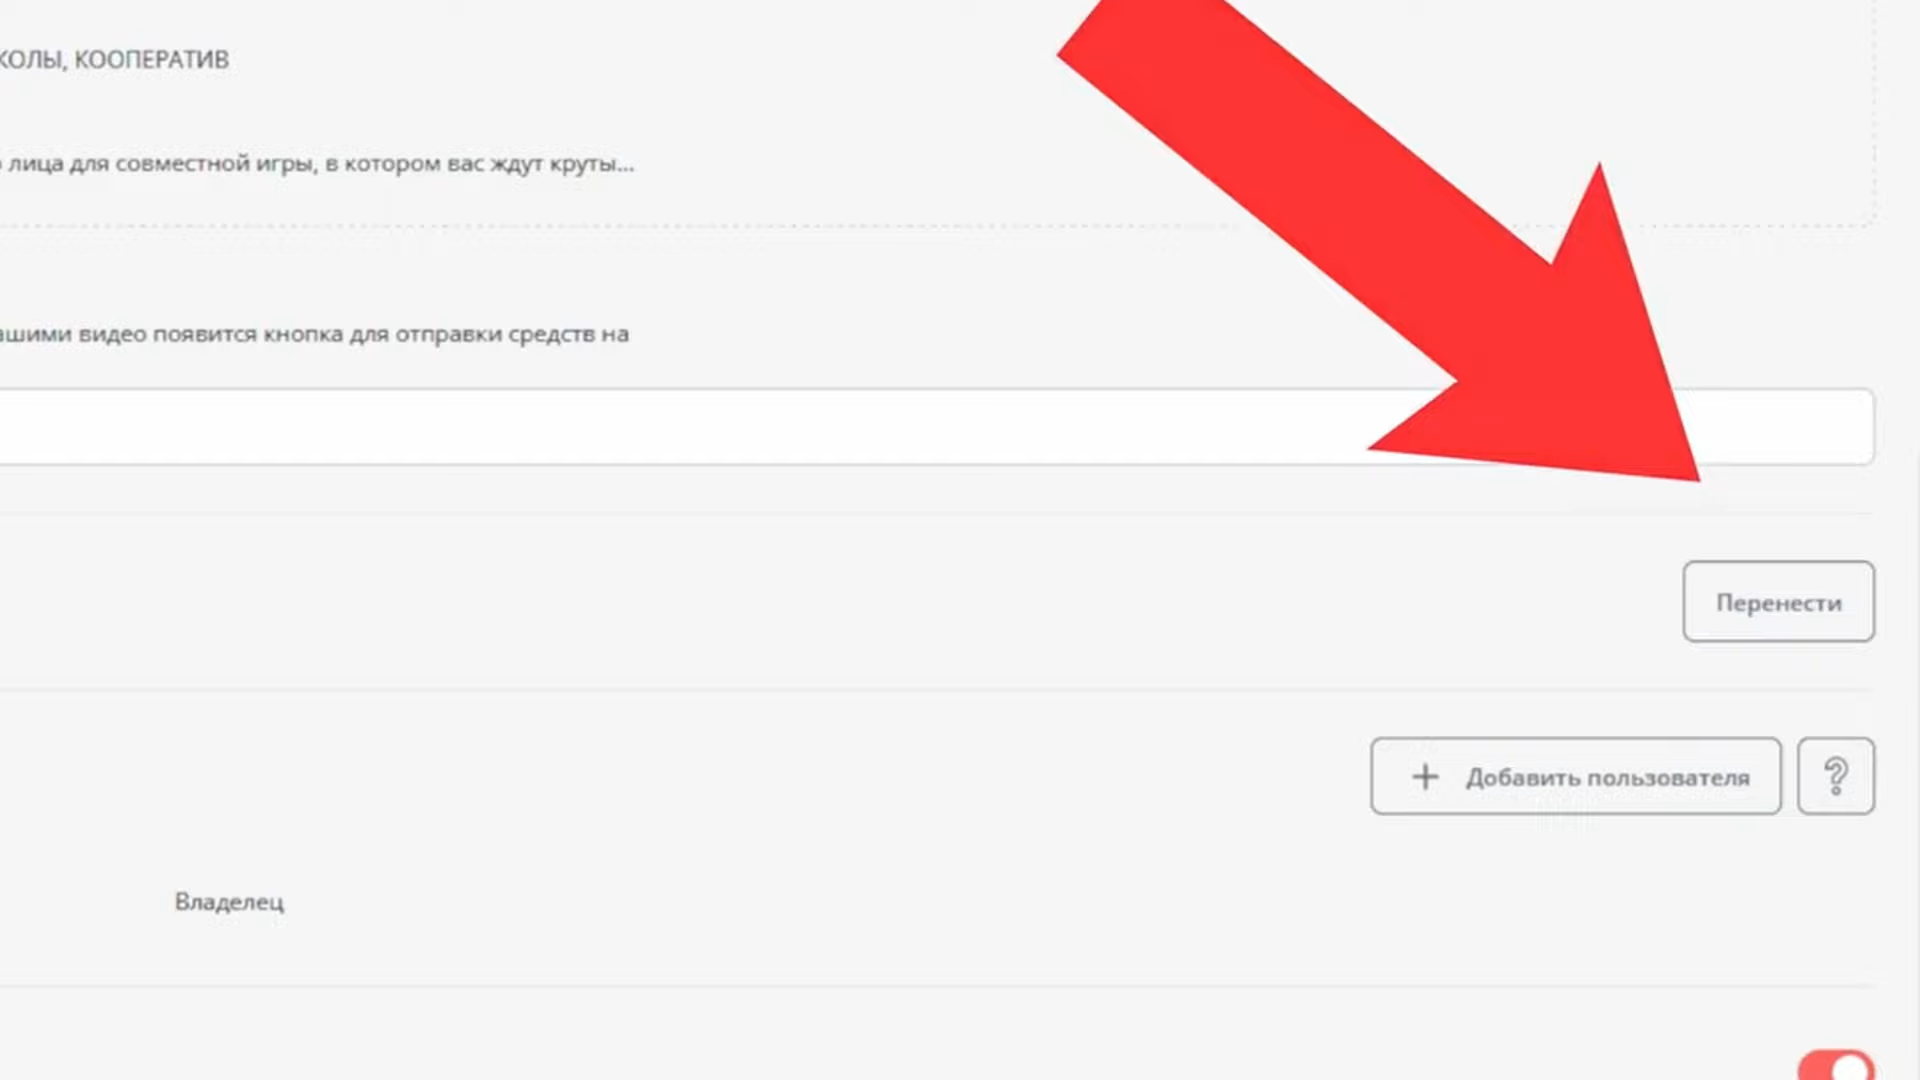 КОЛЫ, КООПЕРАТИВ
лица для совместной игры, в котором вас ждут круты...
ашими видео появится кнопка для отправки средств на
Перенести
+ Добавить пользователя ?
Владелец